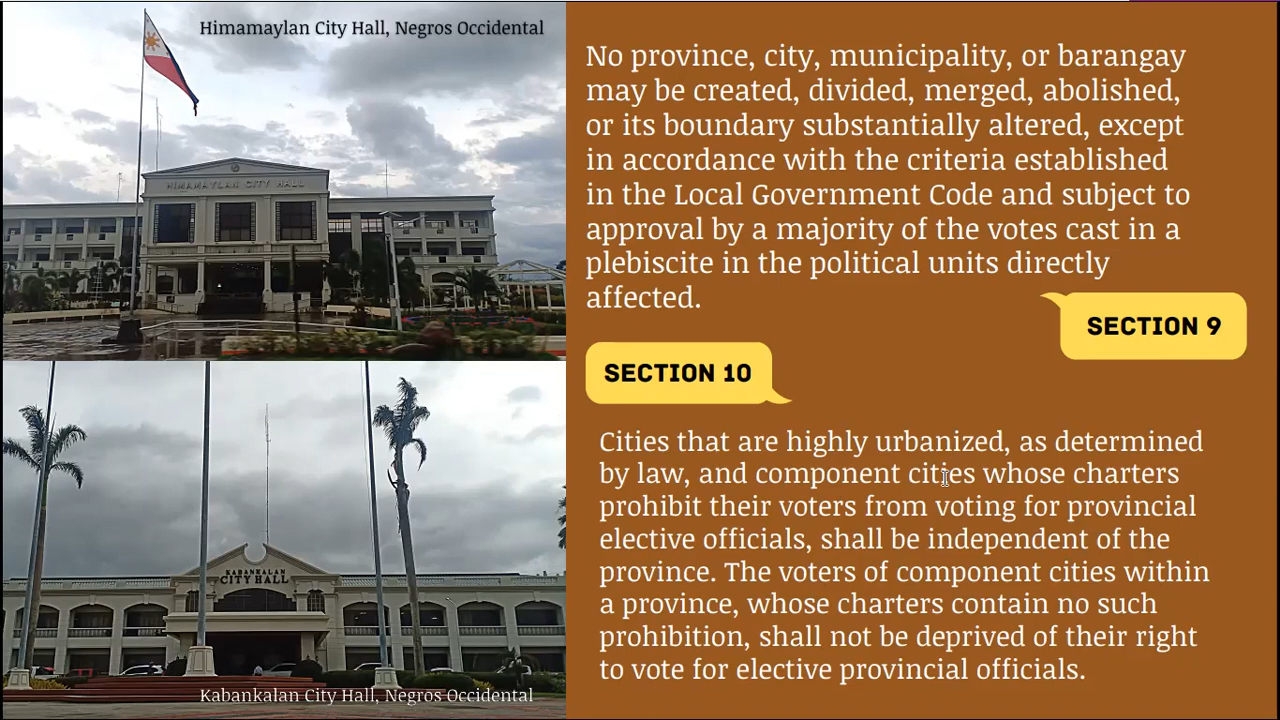 Himamaylan City Hall, Negros Occidental
HIMAMAYLAN CITY HALL
KABANKALAN
CITY HALL
Kabankalan City Hall, Negros Occidental
No province, city, municipality, or barangay
may be created, divided, merged, abolished,
or its boundary substantially altered, except
in accordance with the criteria established
in the Local Government Code and subject to
approval by a majority of the votes cast in a
plebiscite in the political units directly
affected.
SECTION 9
SECTION 10
Cities that are highly urbanized, as determined
by law, and component cities whose charters
prohibit their voters from voting for provincial
elective officials, shall be independent of the
province. The voters of component cities within
a province, whose charters contain no such
prohibition, shall not be deprived of their right
to vote for elective provincial officials.